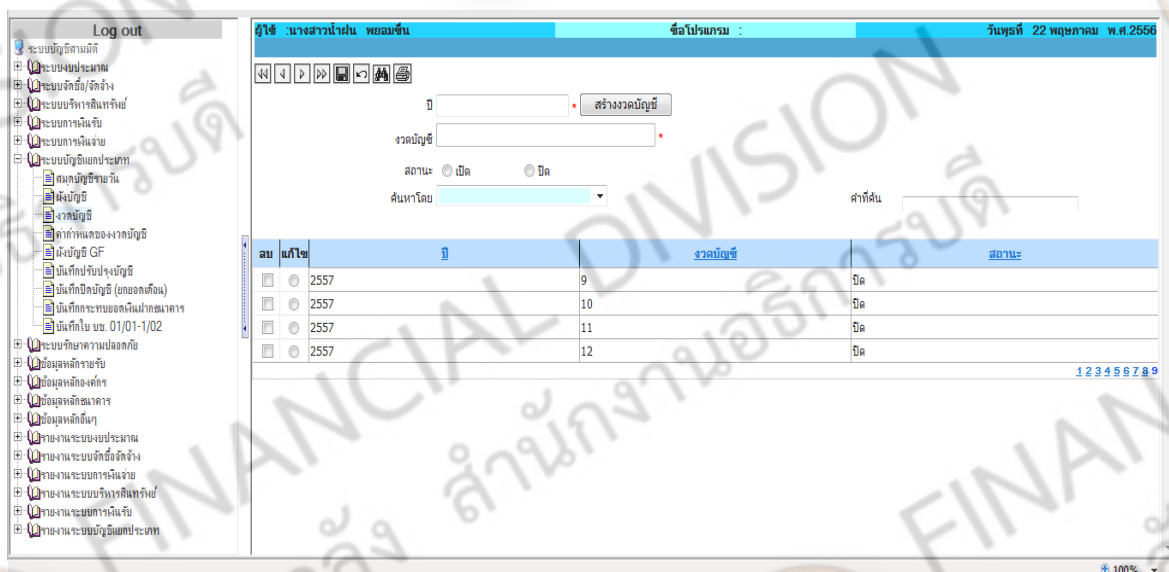 Log out
ระบบบัญชีสามมิติ
ระบบงบประมาณ
ระบบจัดซื้อ/จัดจ้าง
ระบบบริหารสินทรัพย์
ระบบการเงินรับ
ระบบการเงินจ่าย
ระบบบัญชีแยกประเภท
สมุดบัญชีรายวัน
ผังบัญชี
งวดบัญชี
ค่ากำหนดของงวดบัญชี
ผังบัญชี GF
บันทึกปรับปรุงบัญชี
บันทึกปิดบัญชี (ยกยอดเดือน)
บันทึกกระทบยอดเงินฝากธนาคาร
บันทึกใบ บช. 01/01-1/02
ระบบรักษาความปลอดภัย
ข้อมูลหลักรายรับ
ข้อมูลหลักองค์กร
ข้อมูลหลักธนาคาร
ข้อมูลหลักอื่นๆ
รายงานระบบงบประมาณ
รายงานระบบจัดซื้อจัดจ้าง
รายงานระบบการเงินจ่าย
รายงานระบบบริหารสินทรัพย์
รายงานระบบการเงินรับ
รายงานระบบบัญชีแยกประเภท
ผู้ใช้ :นางสาวน้ำฝน พยอมชื่น ชื่อโปรแกรม : วันพุธที่ 22 พฤษภาคม พ.ศ.2556
ปี * สร้างงวดบัญชี
งวดบัญชี *
สถานะ เปิด ปิด
ค้นหาโดย คำที่ค้น
ลบ แก้ไข ปี งวดบัญชี สถานะ
2557 9 ปิด
2557 10 ปิด
2557 11 ปิด
2557 12 ปิด
1 2 3 4 5 6 7 8 9
100%
FINANCIAL DIVISION
สำนักงานอธิการบดี